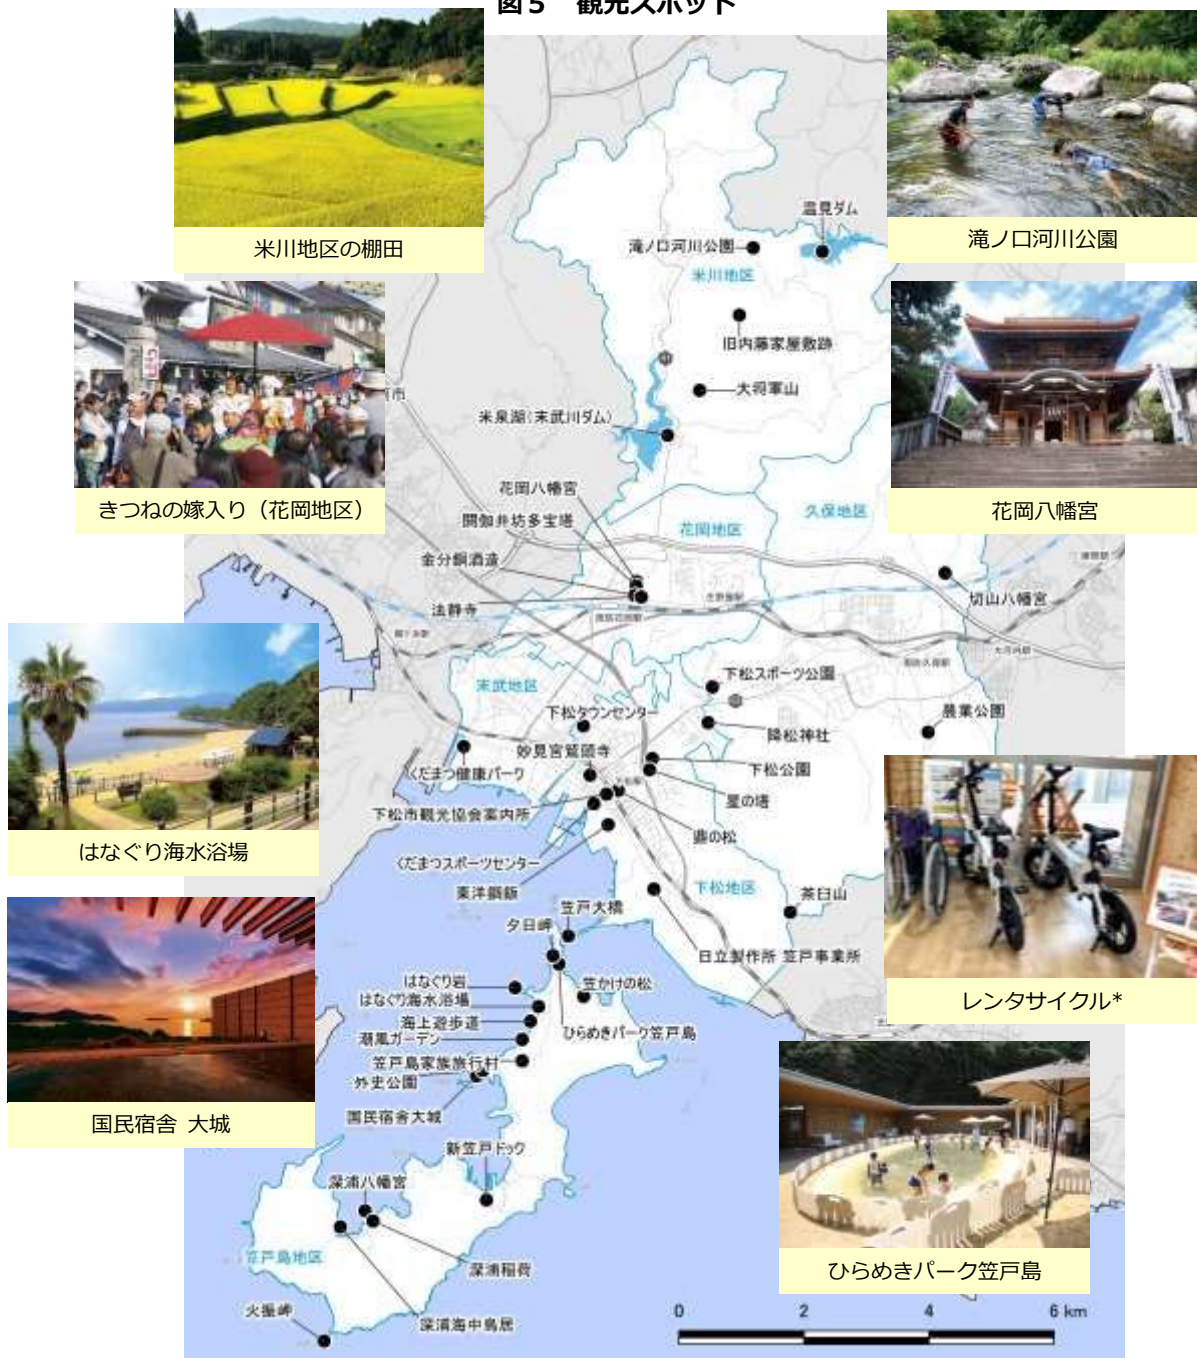 図5 観光スポット
米川地区の棚田
滝ノ口河川公園
温見ダム
滝ノ口河川公園
米川地区
旧内藤家屋敷跡
大将軍山
米泉湖(末武川ダム)
きつねの嫁入り(花岡地区)
花岡八幡宮
市
花岡八幡宮
閼伽井坊多宝塔
花岡地区
久保地区
金分銅酒造
法静寺
切山八幡宮
末武地区
下松スポーツ公園
下松タウンセンター
降松神社
農業公園
妙見宮鷲頭寺
くだまつ健康パーク
下松公園
星の塔
下松市観光協会案内所
鼎の松
くだまつスポーツセンター
東洋鋼鈑
下松地区
茶臼山
日立製作所 笠戸事業所
はなぐり海水浴場
レンタサイクル*
笠戸大橋
夕日岬
はなぐり岩
笠かけの松
はなぐり海水浴場
海上遊歩道
ひらめきパーク笠戸島
潮風ガーデン
笠戸島家族旅行村
外史公園
国民宿舎大城
国民宿舎 大城
新笠戸ドック
深浦八幡宮
笠戸島地区
深浦稲荷
火振岬
深浦海中鳥居
ひらめきパーク笠戸島
0 2 4 6 km